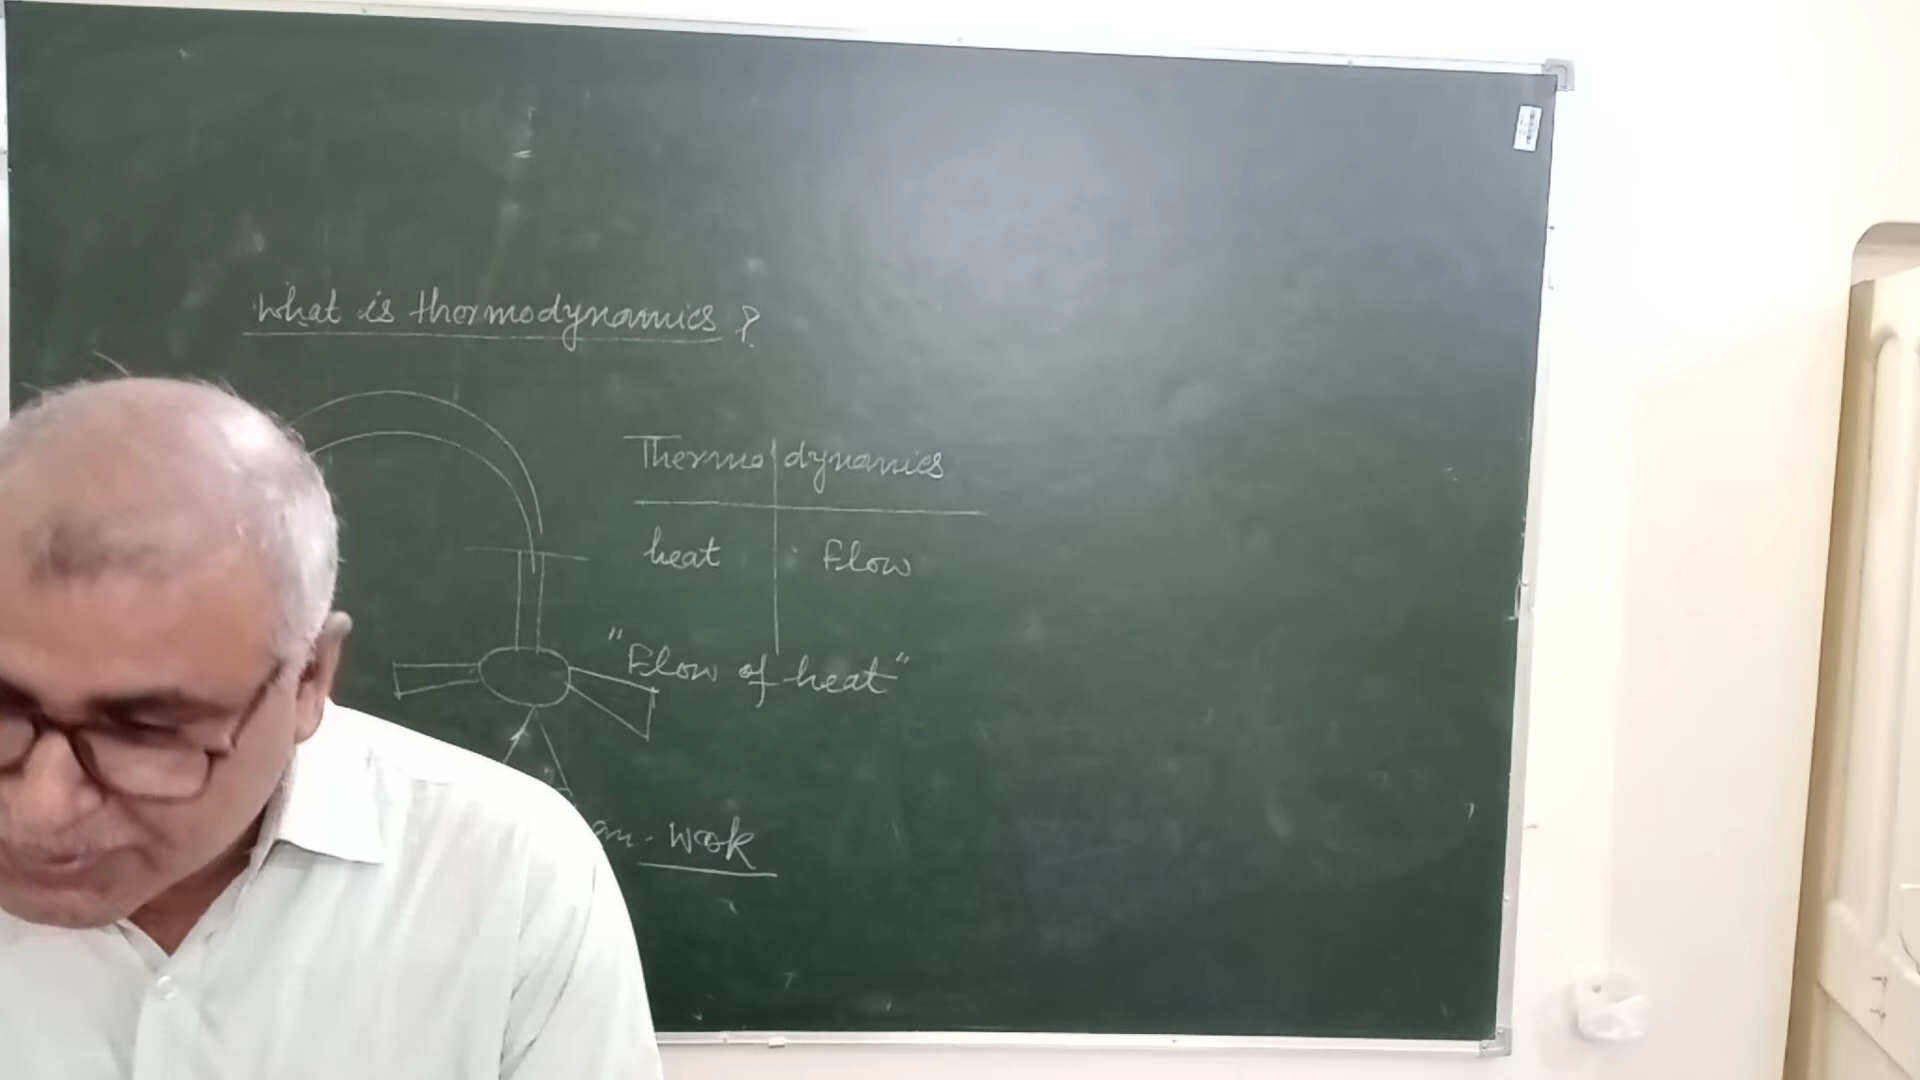 What is thermodynamics ?
Thermo dynamics
heat Flow
"Flow of heat"
Work